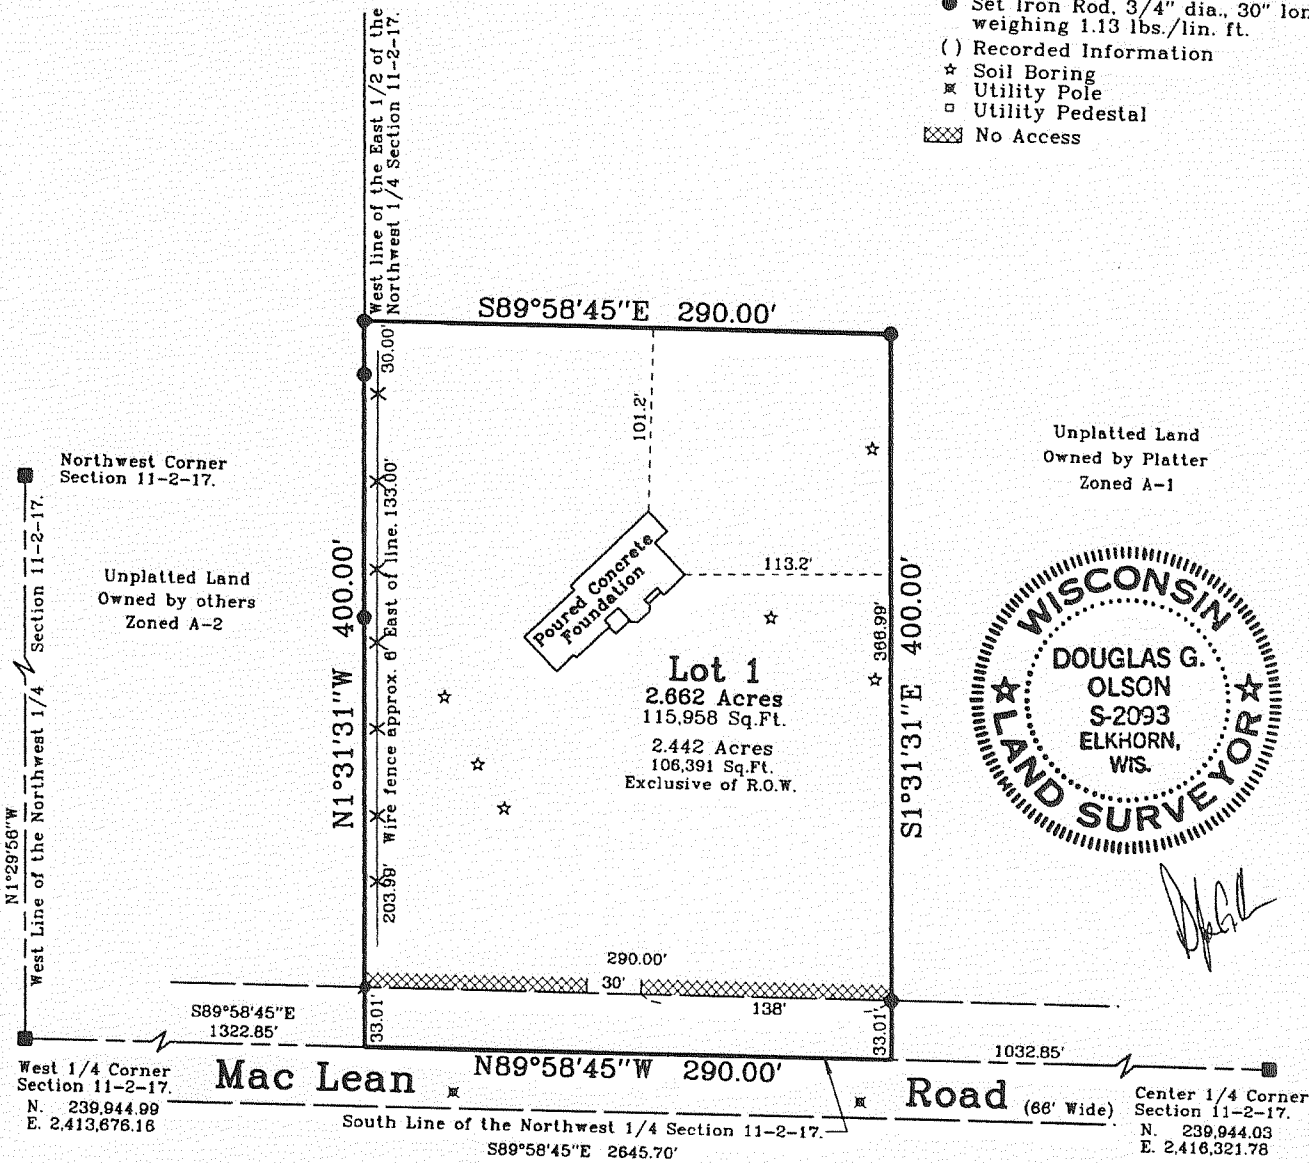 ● Set Iron Rod, 3/4" dia., 30"
weighing 1.13 lbs./lin. ft.
( ) Recorded Information
☆ Soil Boring
Utility Pole
□ Utility Pedestal
No Access
West line of the East 1/2 of the
Northwest 1/4 Section 11-2-17.
S89°58'45"E 290.00'
30.00'
101.2'
Northwest Corner
Section 11-2-17.
Unplatted Land
Owned by Platter
Zoned A-1
Unplatted Land
Owned by others
Zoned A-2
N1°31'31"W 400.00'
133.00'
Wire fence approx. 6' East of line.
203.99'
Poured Concrete
Foundation
113.2'
366.99'
S1°31'31"E 400.00'
Lot 1
2.662 Acres
115,958 Sq.Ft.
2.442 Acres
106,391 Sq.Ft.
Exclusive of R.O.W.
WISCONSIN
DOUGLAS G.
OLSON
S-2093
ELKHORN,
WIS.
LAND SURVEYOR
N1°29'56"W
West Line of the Northwest 1/4 Section 11-2-17.
290.00'
30'
138'
S89°58'45"E
1322.85'
33.01'
33.01'
1032.85'
West 1/4 Corner
Section 11-2-17.
N. 239,944.99
E. 2,413,676.16
Mac Lean
N89°58'45"W 290.00'
Road (66' Wide)
Center 1/4 Corner
Section 11-2-17.
N. 239,944.03
E. 2,416,321.78
South Line of the Northwest 1/4 Section 11-2-17.
S89°58'45"E 2645.70'